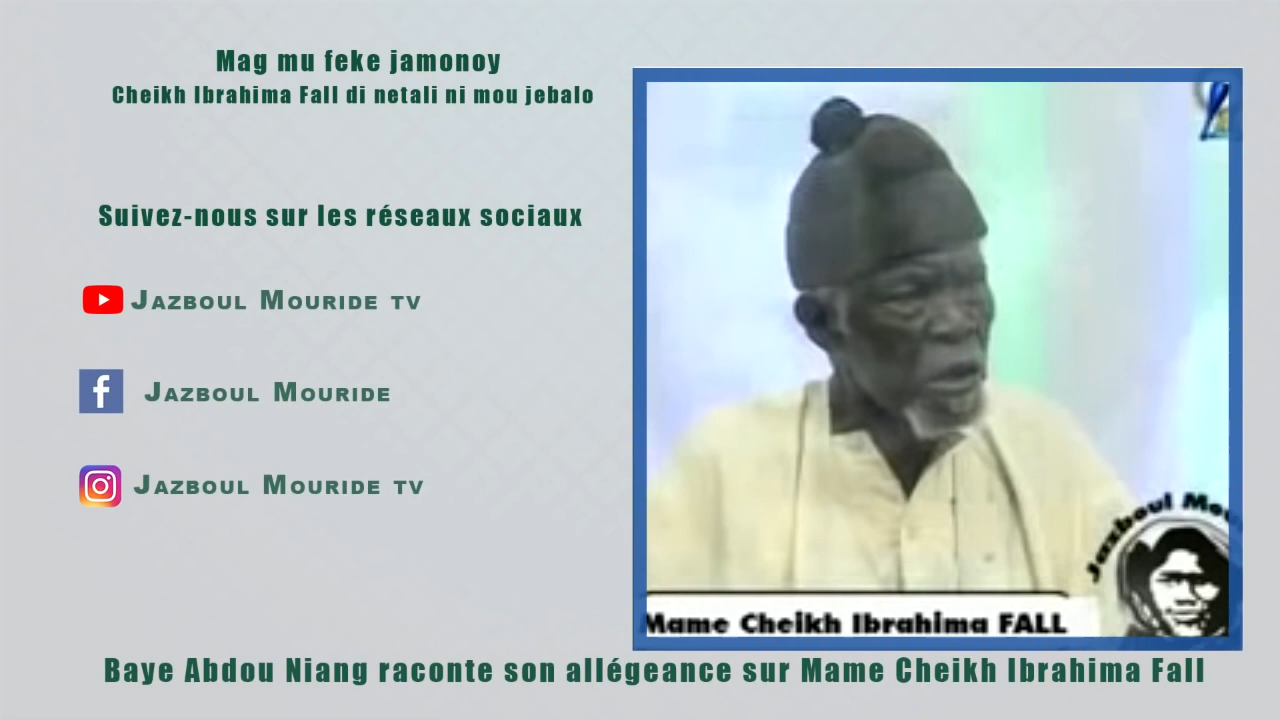 Mag mu feke jamonoy
Cheikh Ibrahima Fall di netali ni mou jebalo
Suivez-nous sur les réseaux sociaux
Jazboul Mouride tv
Jazboul Mouride
Jazboul Mouride tv
Jazboul Mou
Mame Cheikh Ibrahima FALL
Baye Abdou Niang raconte son allégeance sur Mame Cheikh Ibrahima Fall